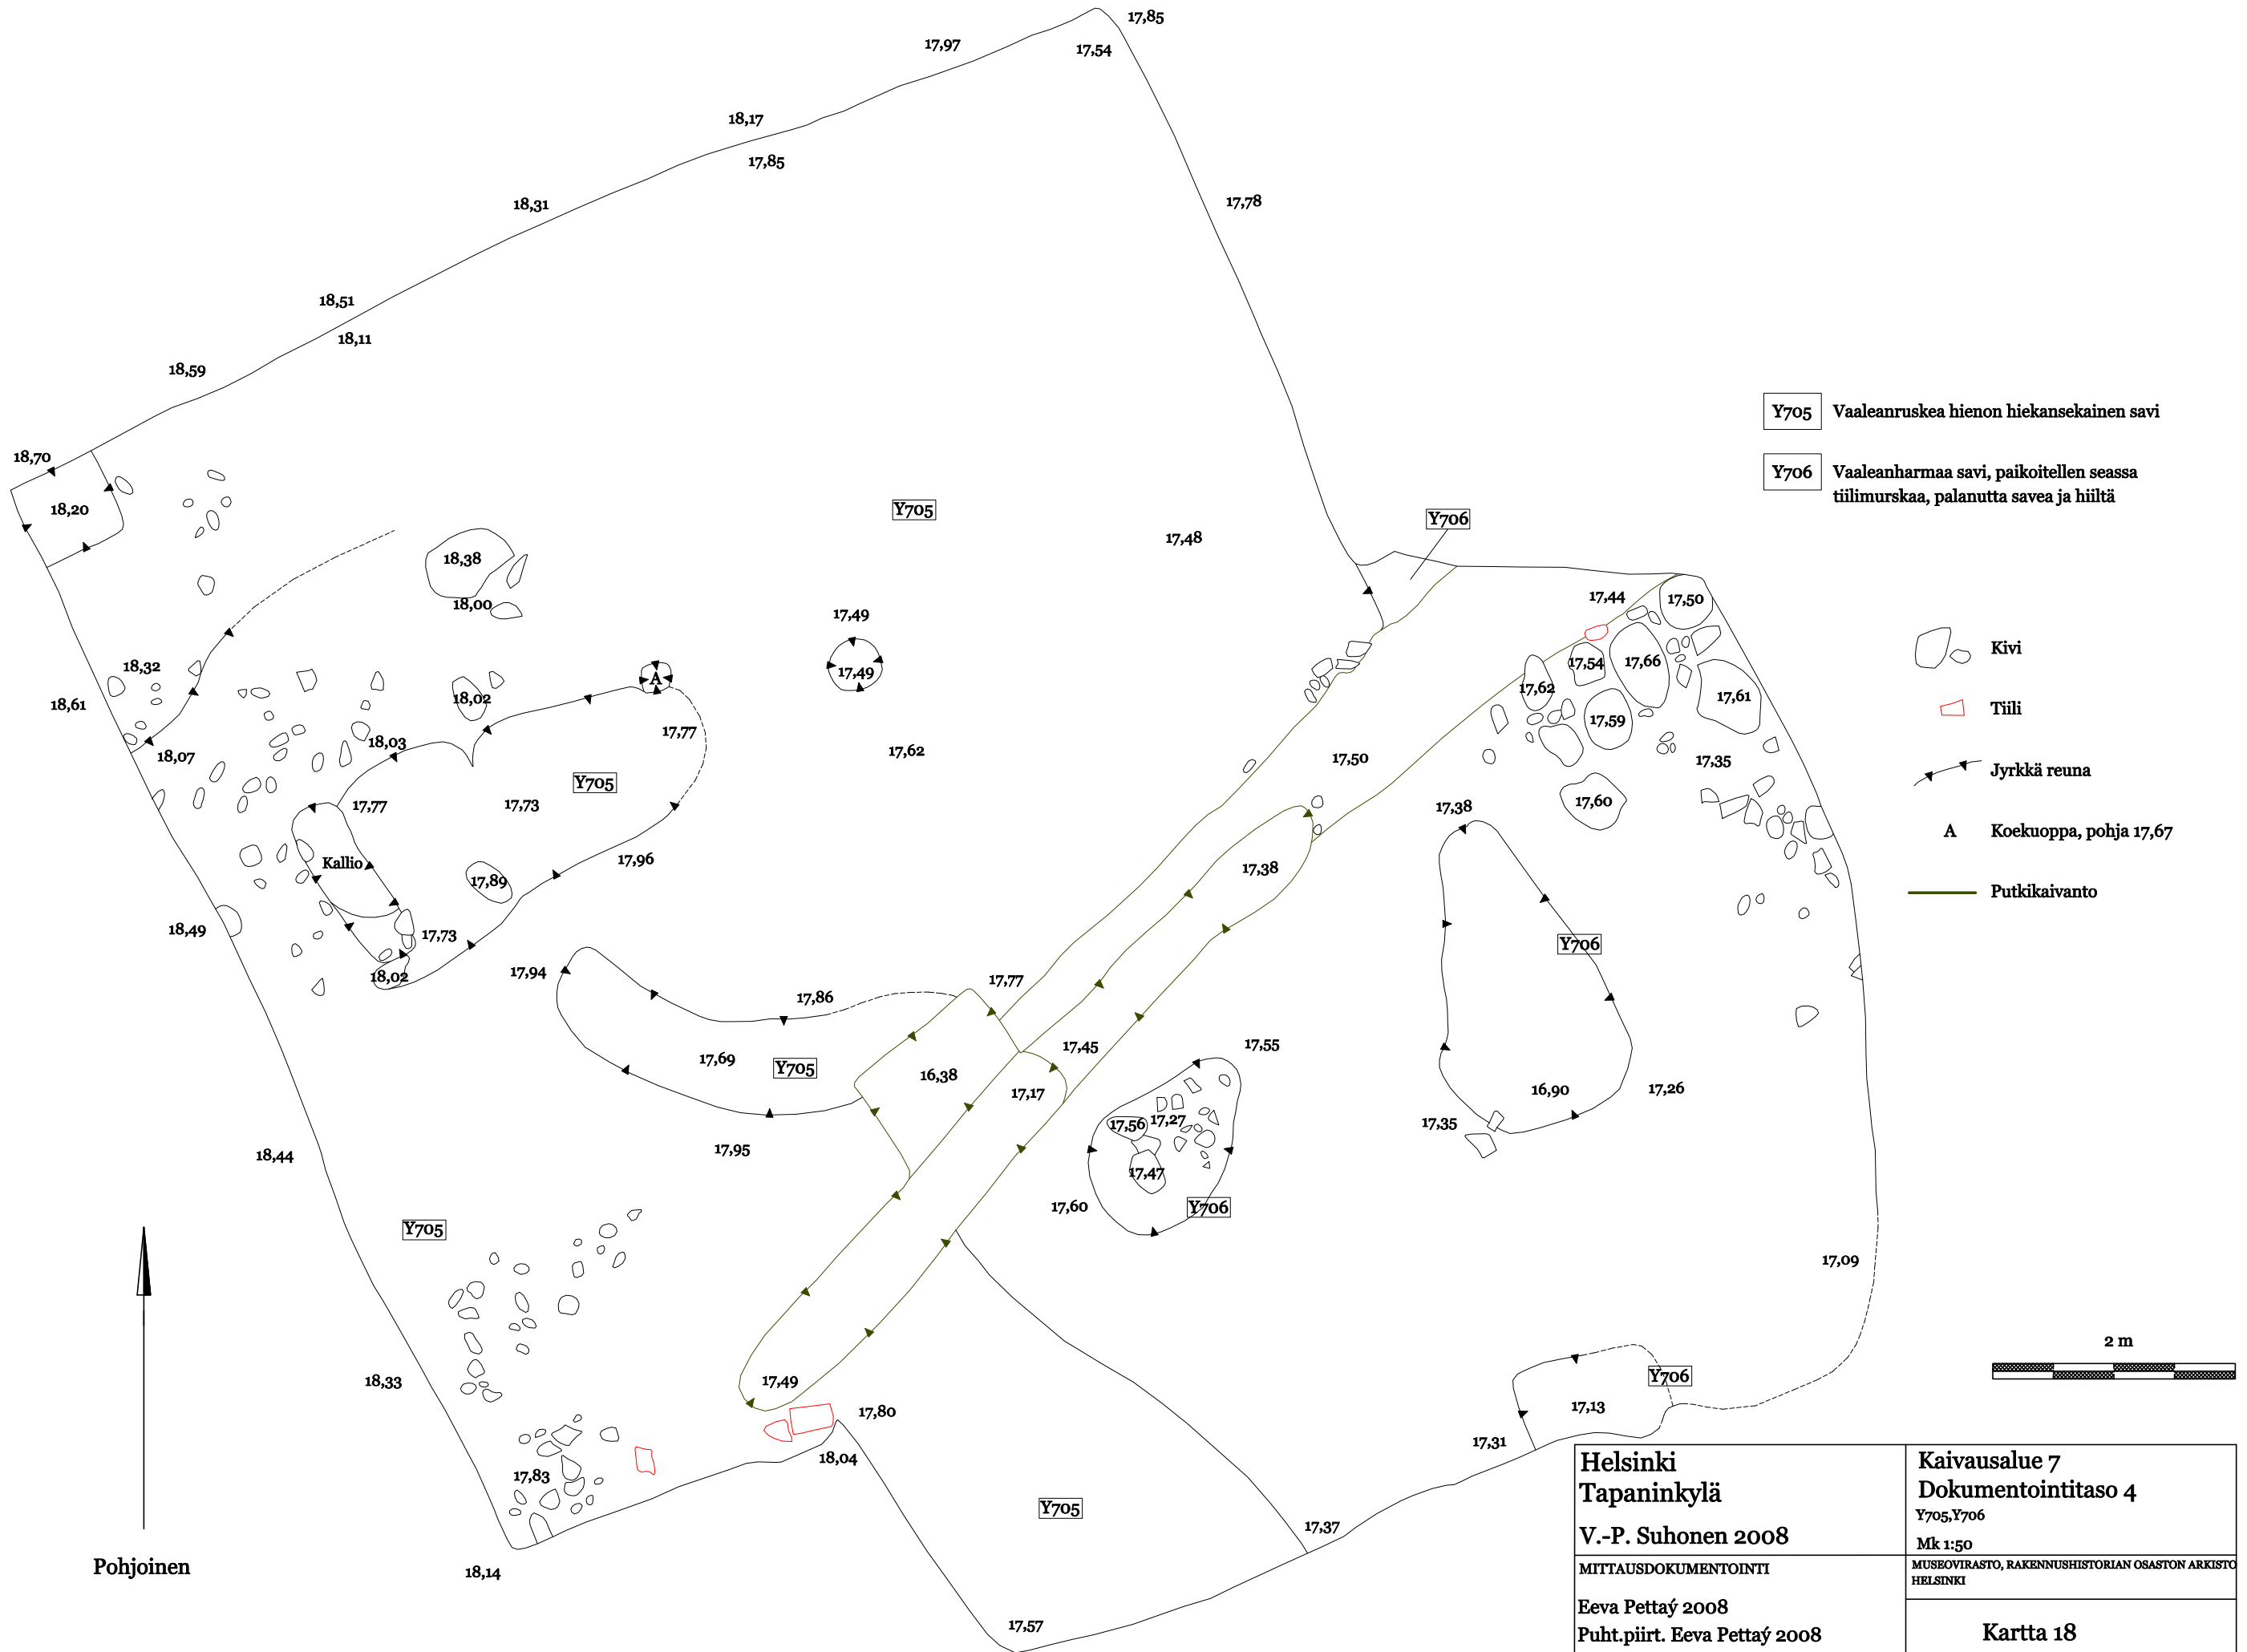 17,85
17,97
17,54
18,17
17,85
17,78
18,31
18,51
18,11
18,59
18,70
18,20
Y705 Vaaleanruskea hienon hiekansekainen savi
Y706 Vaaleanharmaa savi, paikoitellen seassa
tiilimurskaa, palanutta savea ja hiiltä
Y705
Y706
17,48
18,38
18,00
17,49
17,49
17,44
17,50
18,32
18,61
18,07
18,02
18,03
A
17,77
17,62
17,54
17,66
17,62
17,61
17,59
Kivi
Tiili
Jyrkkä reuna
A Koekuoppa, pohja 17,67
Putkikaivanto
17,62
17,50
17,35
Y705
17,77
17,73
17,60
17,38
Kallio
17,96
17,89
17,38
18,49
17,73
18,02
17,94
17,86
17,77
Y706
17,69
Y705
16,38
17,45
17,17
17,55
17,56
17,27
17,47
17,60
Y706
16,90
17,26
17,35
18,44
17,95
Y705
17,09
2 m
18,33
17,49
17,80
18,04
17,83
Y706
17,13
17,31
Y705
17,37
18,14
17,57
Pohjoinen
Helsinki
Tapaninkylä
V.-P. Suhonen 2008
MITTAUSDOKUMENTOINTI
Eeva Pettaý 2008
Puht.piirt. Eeva Pettaý 2008
Kaivausalue 7
Dokumentointitaso 4
Y705,Y706
Mk 1:50
MUSEOVIRASTO, RAKENNUSHISTORIAN OSASTON ARKISTO
HELSINKI
Kartta 18